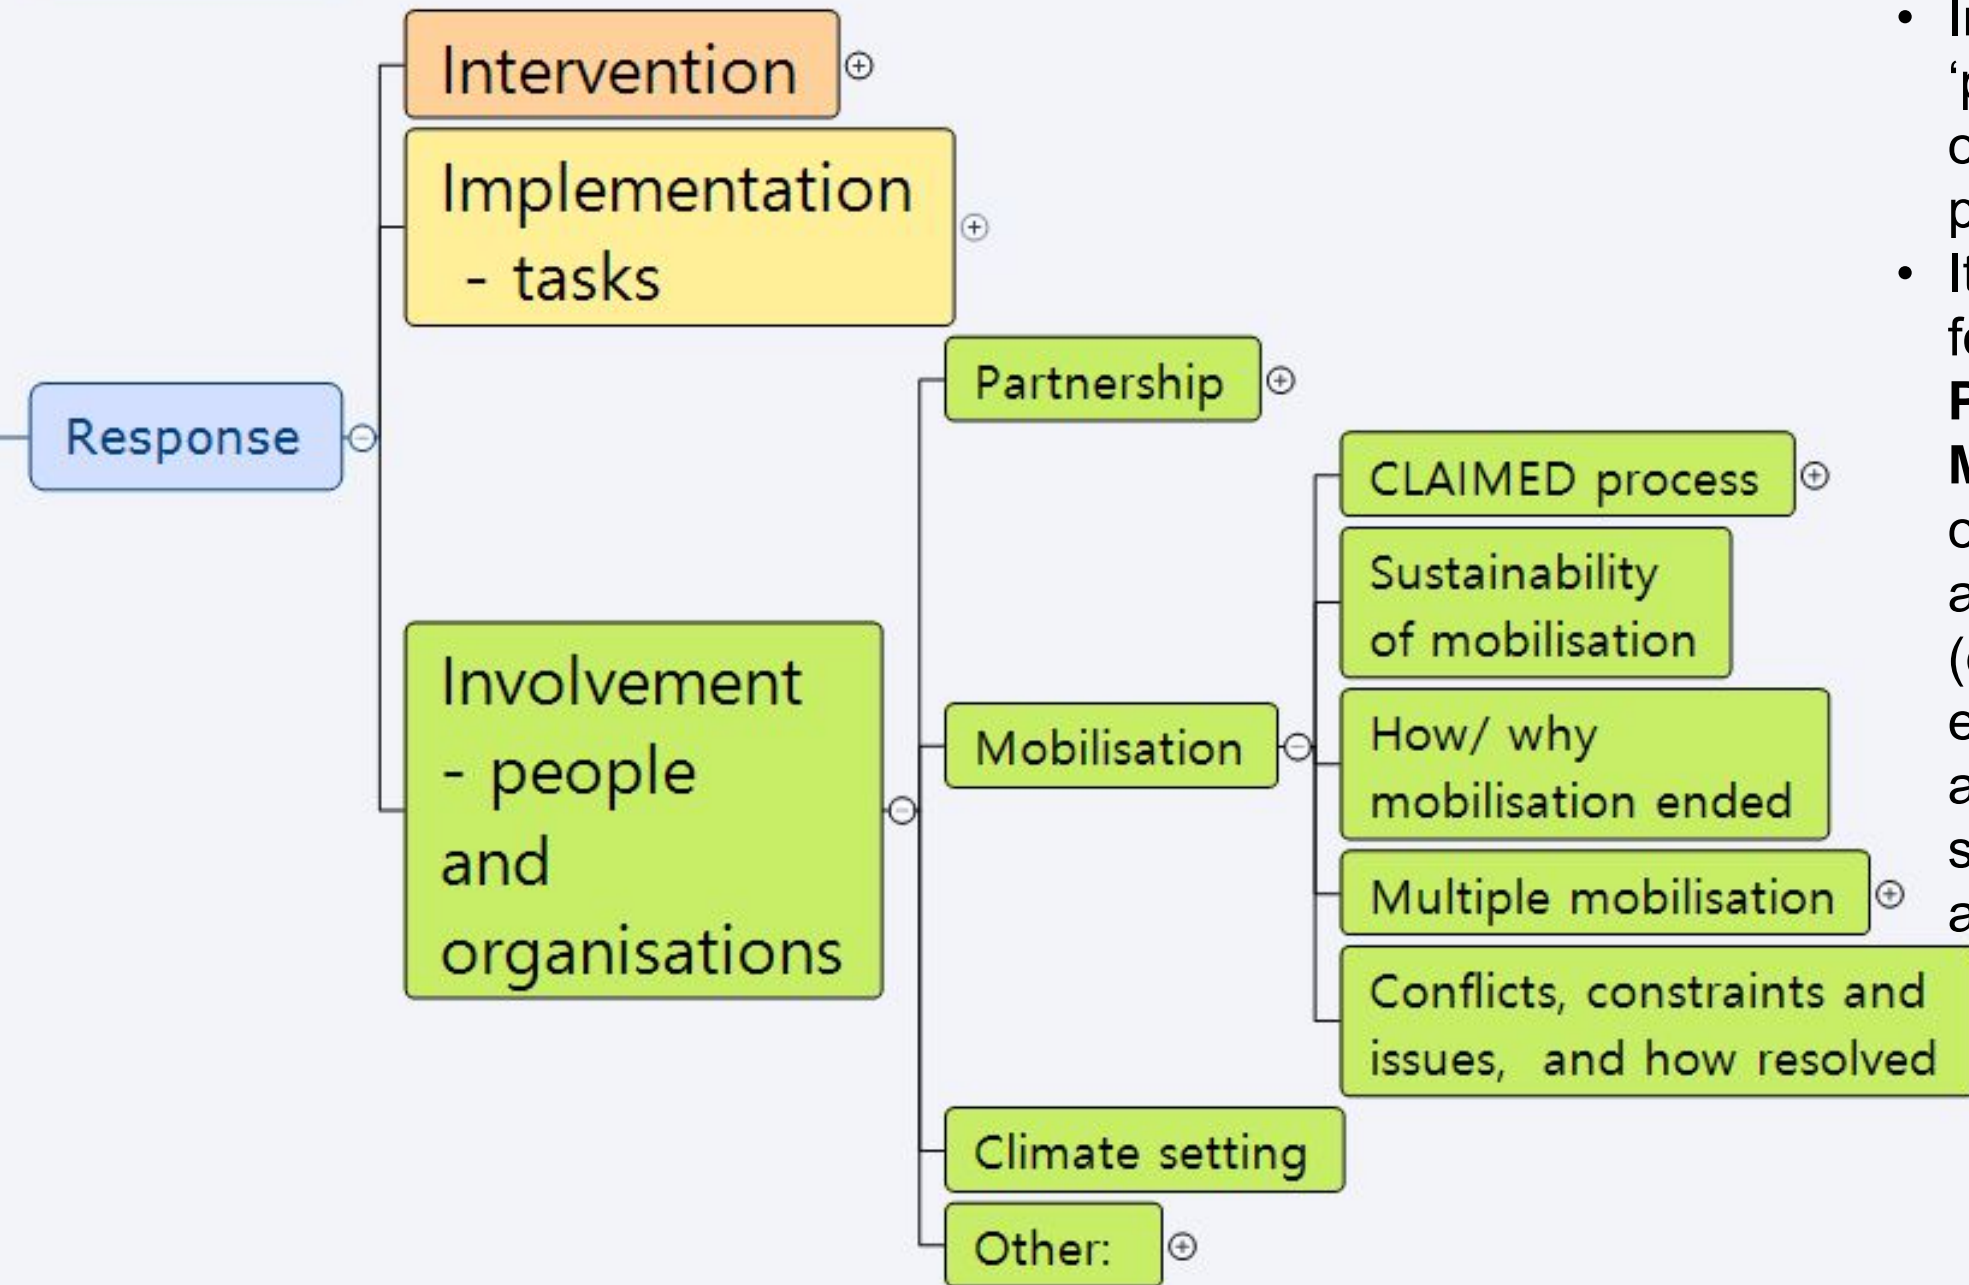 Intervention
Implementation
- tasks
Response
Involvement
- people
and
organisations
Partnership
Mobilisation
CLAIMED process
Sustainability
of mobilisation
How/ why
mobilisation ended
Multiple mobilisation
Conflicts, constraints and
issues,  and how resolved
Climate setting
Other: